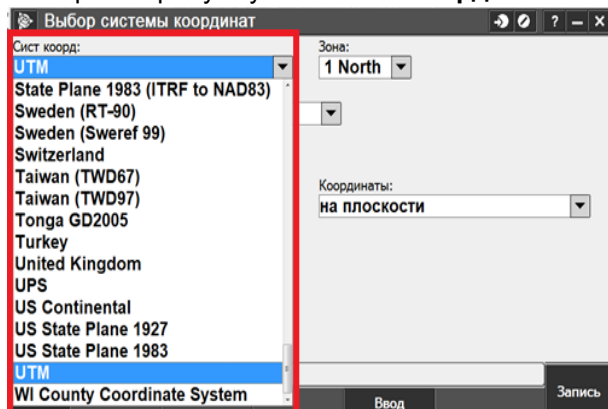 Выбор системы координат
? – ×
Сист коорд:
UTM
Зона:
1 North
State Plane 1983 (ITRF to NAD83)
Sweden (RT-90)
Sweden (Sweref 99)
Switzerland
Taiwan (TWD67)
Taiwan (TWD97)
Tonga GD2005
Turkey
United Kingdom
UPS
US Continental
US State Plane 1927
US State Plane 1983
UTM
WI County Coordinate System
Координаты:
на плоскости
Ввод
Запись